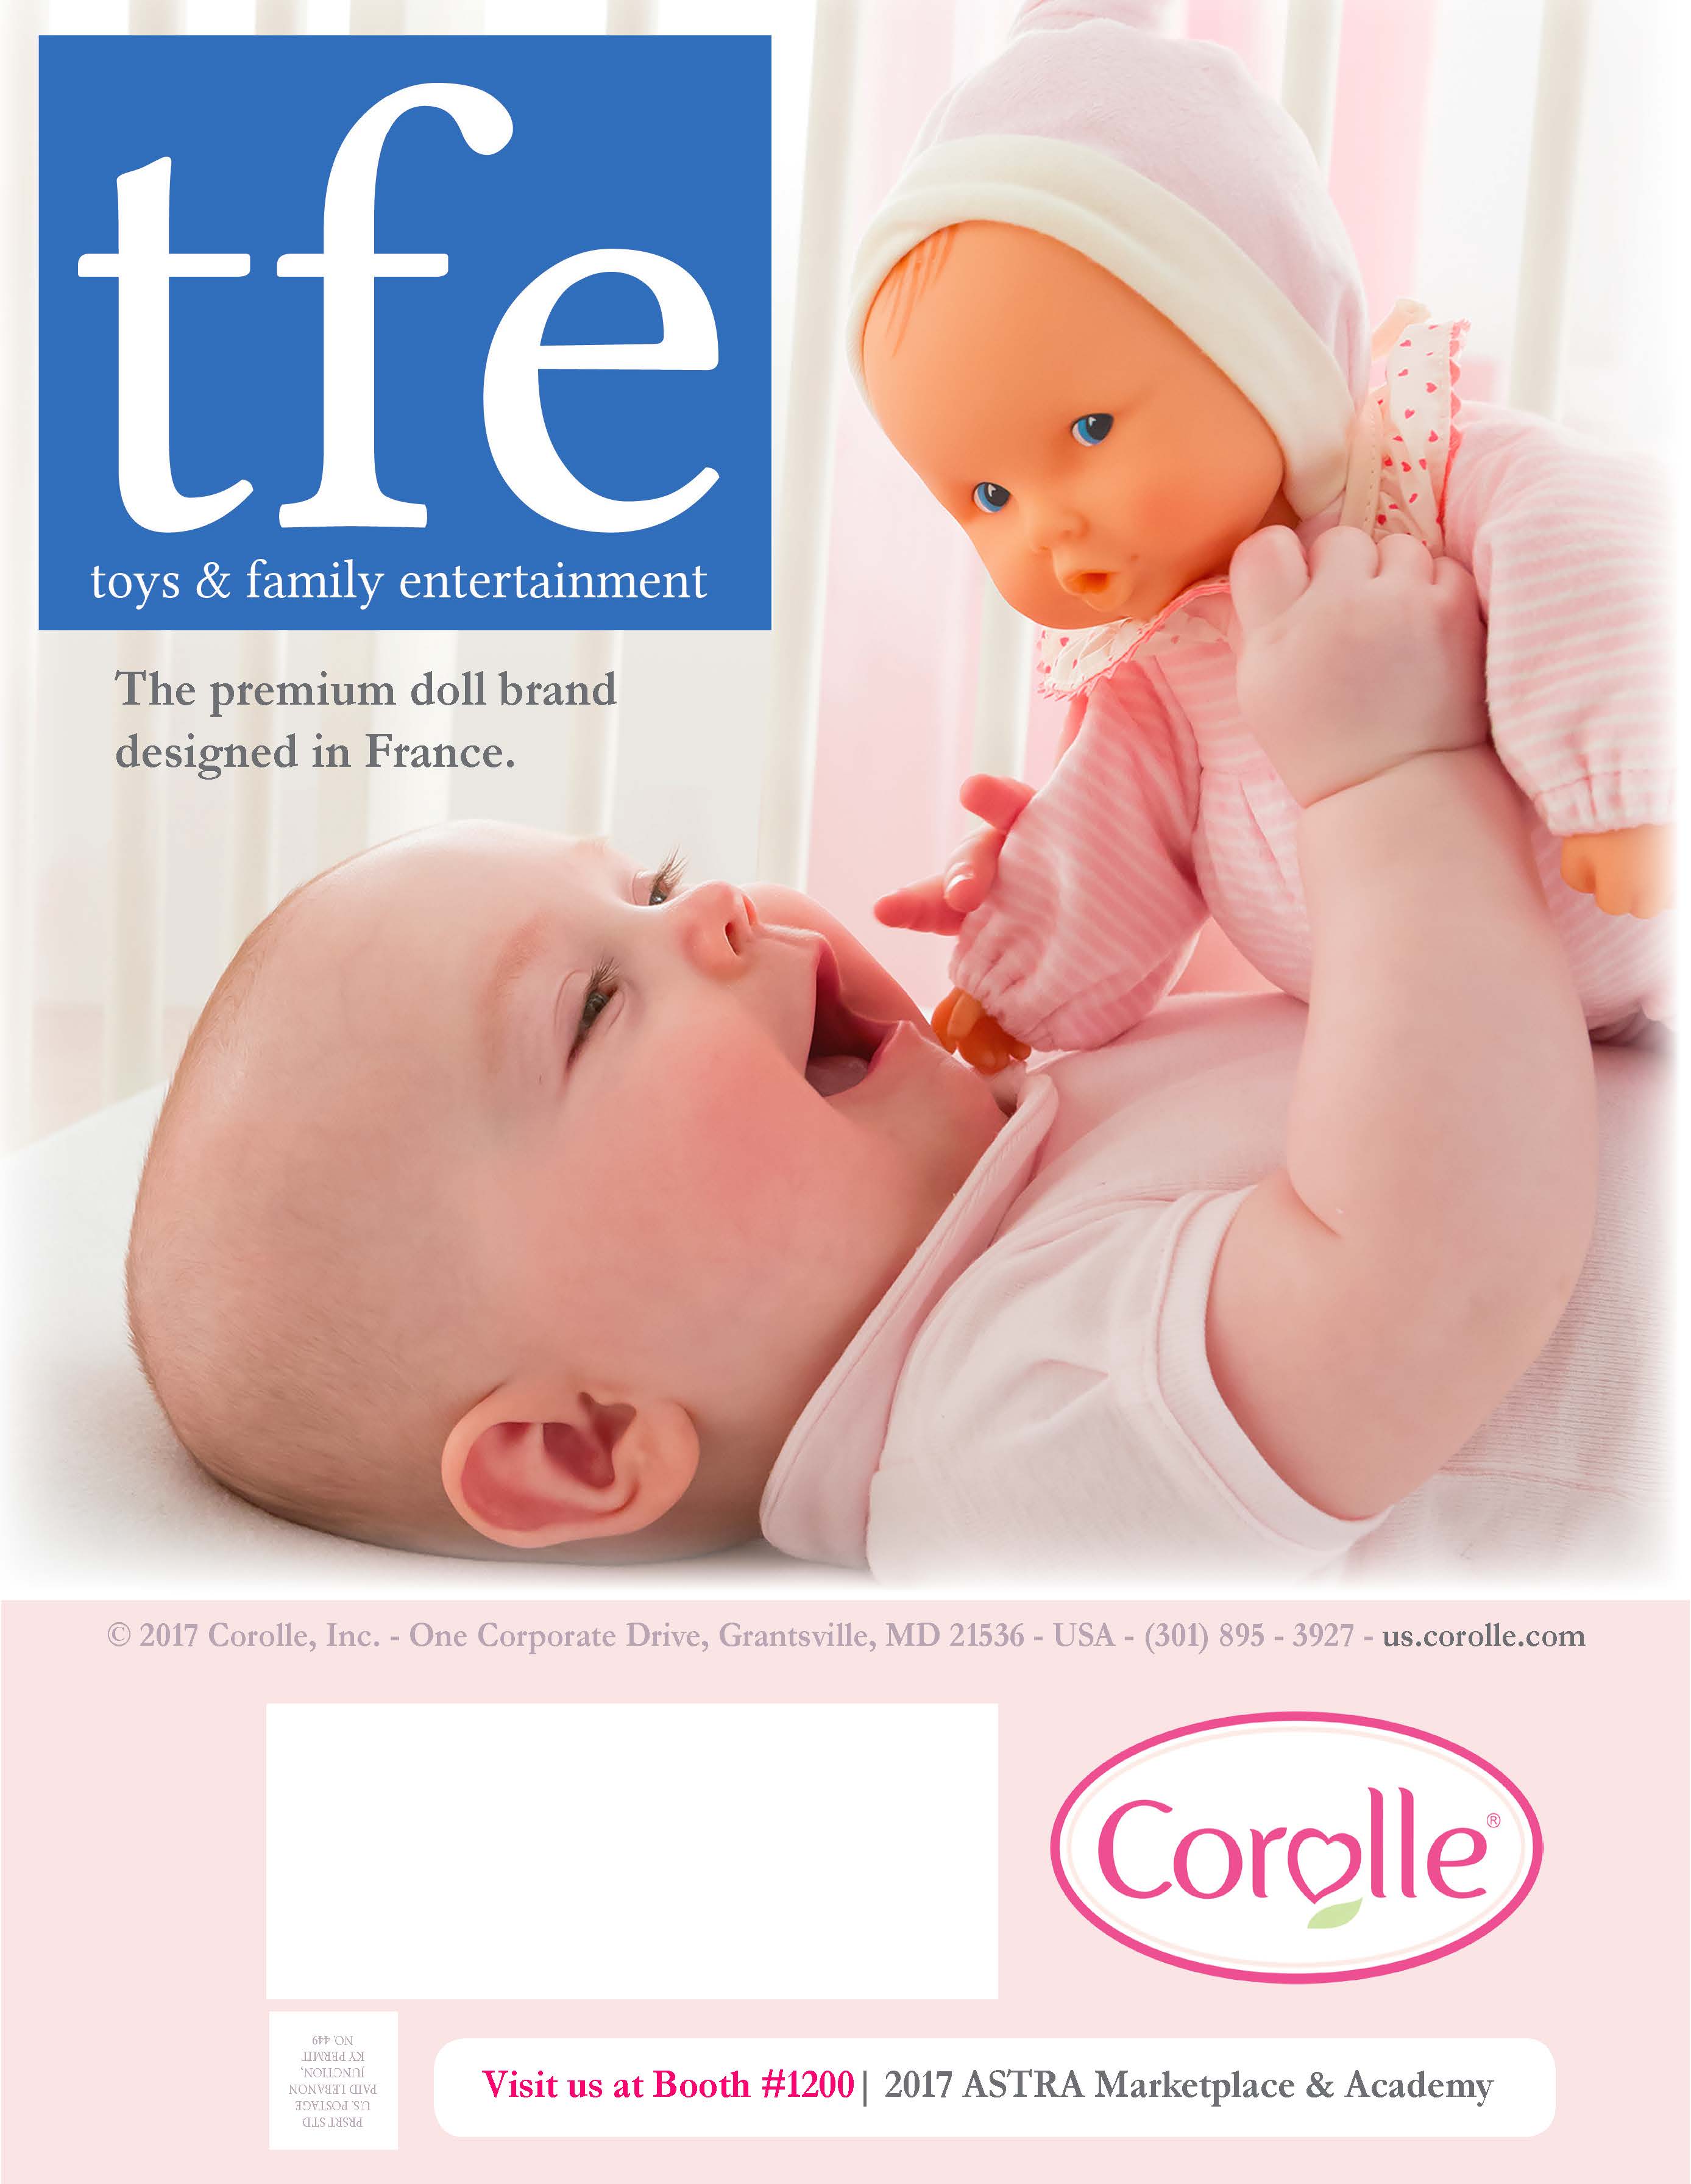 tfe
toys & family entertainment
The premium doll brand
designed in France.
© 2017 Corolle, Inc. - One Corporate Drive, Grantsville, MD 21536 - USA - (301) 895 - 3927 - us.corolle.com
Corolle®
PRSRT STD
U.S. POSTAGE
PAID LEBANON
JUNCTION,
KY PERMIT
NO. 449
Visit us at Booth #1200| 2017 ASTRA Marketplace & Academy